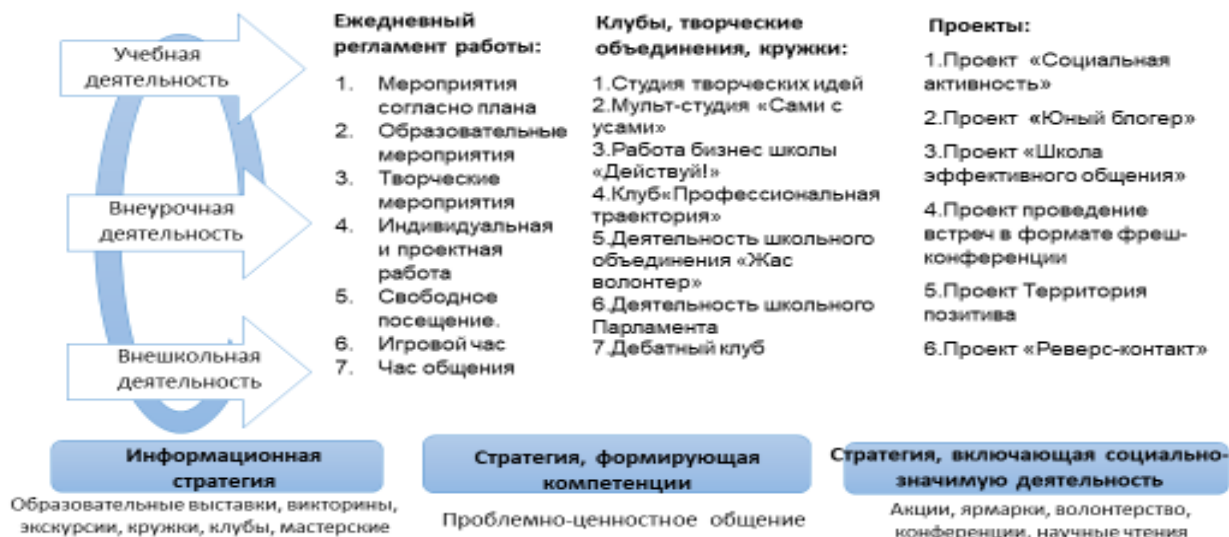 Учебная
деятельность
Внеурочная
деятельность
Внешкольная
деятельность
Ежедневный
регламент работы:
1. Мероприятия
согласно плана
2. Образовательные
мероприятия
3. Творческие
мероприятия
4. Индивидуальная
и проектная
работа
5. Свободное
посещение.
6. Игровой час
7. Час общения
Клубы, творческие
объединения, кружки:
1.Студия творческих идей
2.Мульт-студия «Сами с
усами»
3.Работа бизнес школы
«Действуй!»
4.Клуб«Профессиональная
траектория»
5.Деятельность школьного
объединения «Жас
волонтер»
6.Деятельность школьного
Парламента
7.Дебатный клуб
Проекты:
1.Проект «Социальная
активность»
2.Проект «Юный блогер»
3.Проект «Школа
эффективного общения»
4.Проект проведение
встреч в формате фреш-
конференции
5.Проект Территория
позитива
6.Проект «Реверс-контакт»
Информационная
стратегия
Образовательные выставки, викторины,
экскурсии, кружки, клубы, мастерские
Стратегия, формирующая
компетенции
Проблемно-ценностное общение
Стратегия, включающая социально-
значимую деятельность
Акции, ярмарки, волонтерство,
конференции, научные чтения